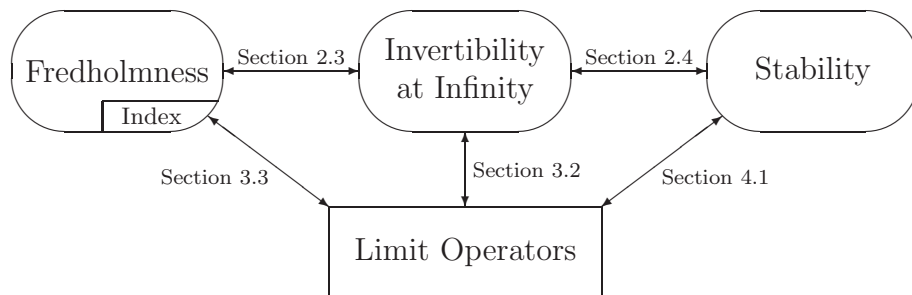 Fredholmness
Index
Section 2.3
Invertibility
at Infinity
Section 2.4
Stability
Section 3.3
Section 3.2
Section 4.1
Limit Operators